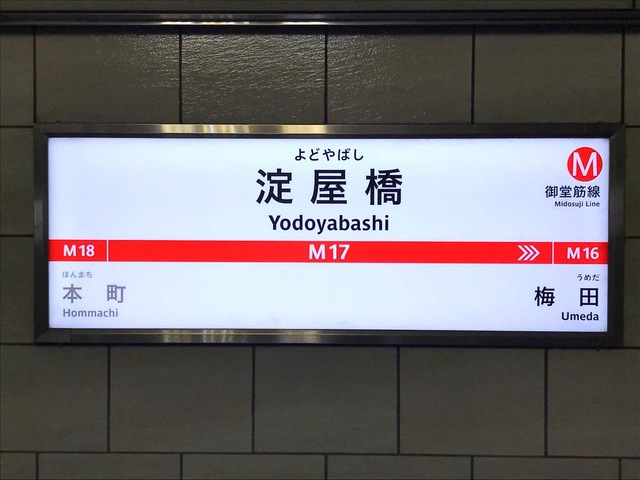 よどやばし
淀屋橋
Yodoyabashi
M
御堂筋線
Midosuji Line
M18
M17
M16
ほんまち
本町
Hommachi
うめだ
梅田
Umeda